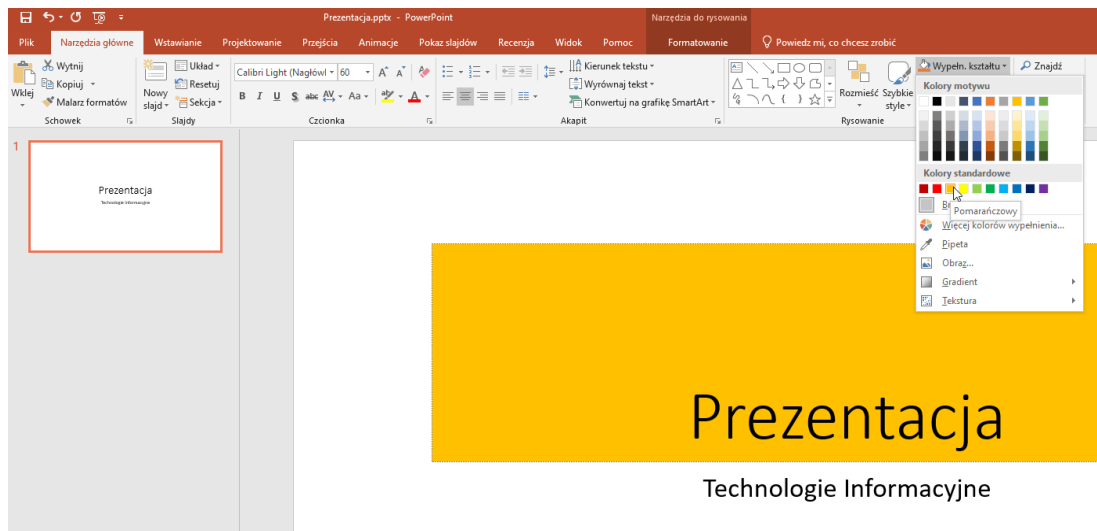 Prezentacja.pptx - PowerPoint
Narzędzia do rysowania
Plik Narzędzia główne Wstawianie Projektowanie Przejścia Animacje Pokaz slajdów Recenzja Widok Pomoc Formatowanie Powiedz mi, co chcesz zrobić
Wklej
Wytnij
Kopiuj
Malarz formatów
Schowek
Nowy
slajd
Układ
Resetuj
Sekcja
Slajdy
Calibri Light (Nagłówl 60
B I U S abc AV Aa aby A
Czcionka
Kierunek tekstu
Wyrównaj tekst
Konwertuj na grafikę SmartArt
Akapit
Rozmieść
Szybkie
style
Rysowanie
Wypełn. kształtu
Znajdź
Kolory motywu
Kolory standardowe
Pomarańczowy
Więcej kolorów wypełnienia...
Pipeta
Obraz...
Gradient
Tekstura
1
Prezentacja
Technologie Informacyjne
Prezentacja
Technologie Informacyjne